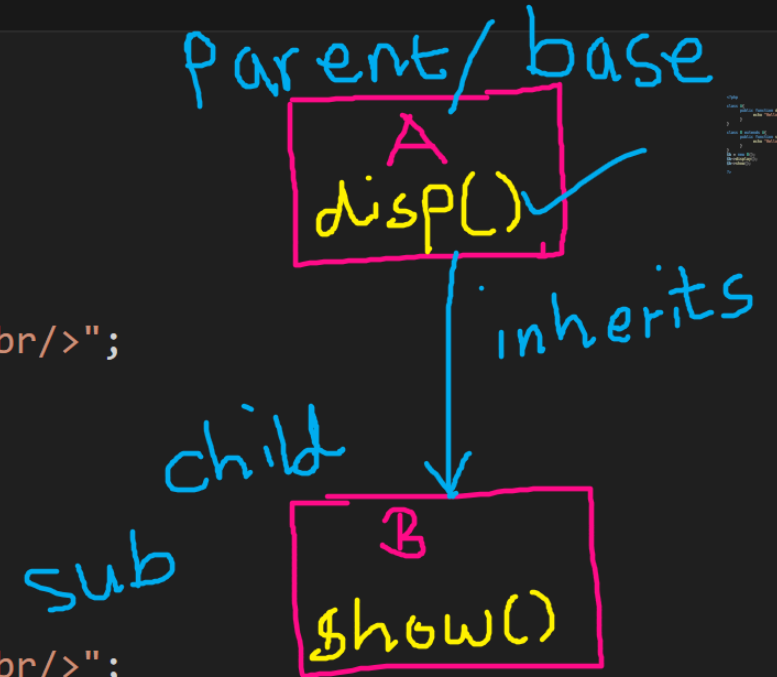 Parent/base
A
disp()
inherits
br/>";
child
B
sub
show()
br/>";